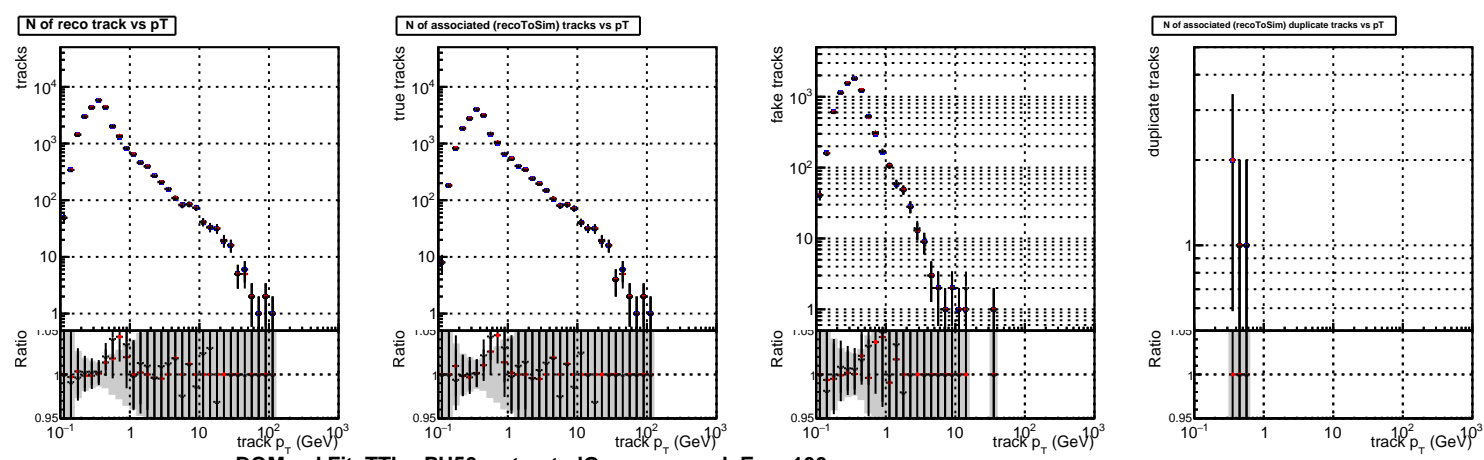 N of reco track vs pT
tracks
10⁴
10³
10²
10
1
Ratio
1.05
1
0.95
10⁻¹ 1 10 10² 10³
track p_T (GeV)
N of associated (recoToSim) tracks vs pT
true tracks
10⁴
10³
10²
10
1
Ratio
1.05
1
0.95
10⁻¹ 1 10 10² 10³
track p_T (GeV)
fake tracks
10³
10²
10
1
Ratio
1.05
1
0.95
10⁻¹ 1 10 10² 10³
track p_T (GeV)
N of associated (recoToSim) duplicate tracks vs pT
duplicate tracks
1
Ratio
1.05
1
0.95
10⁻¹ 1 10 10² 10³
track p_T (GeV)